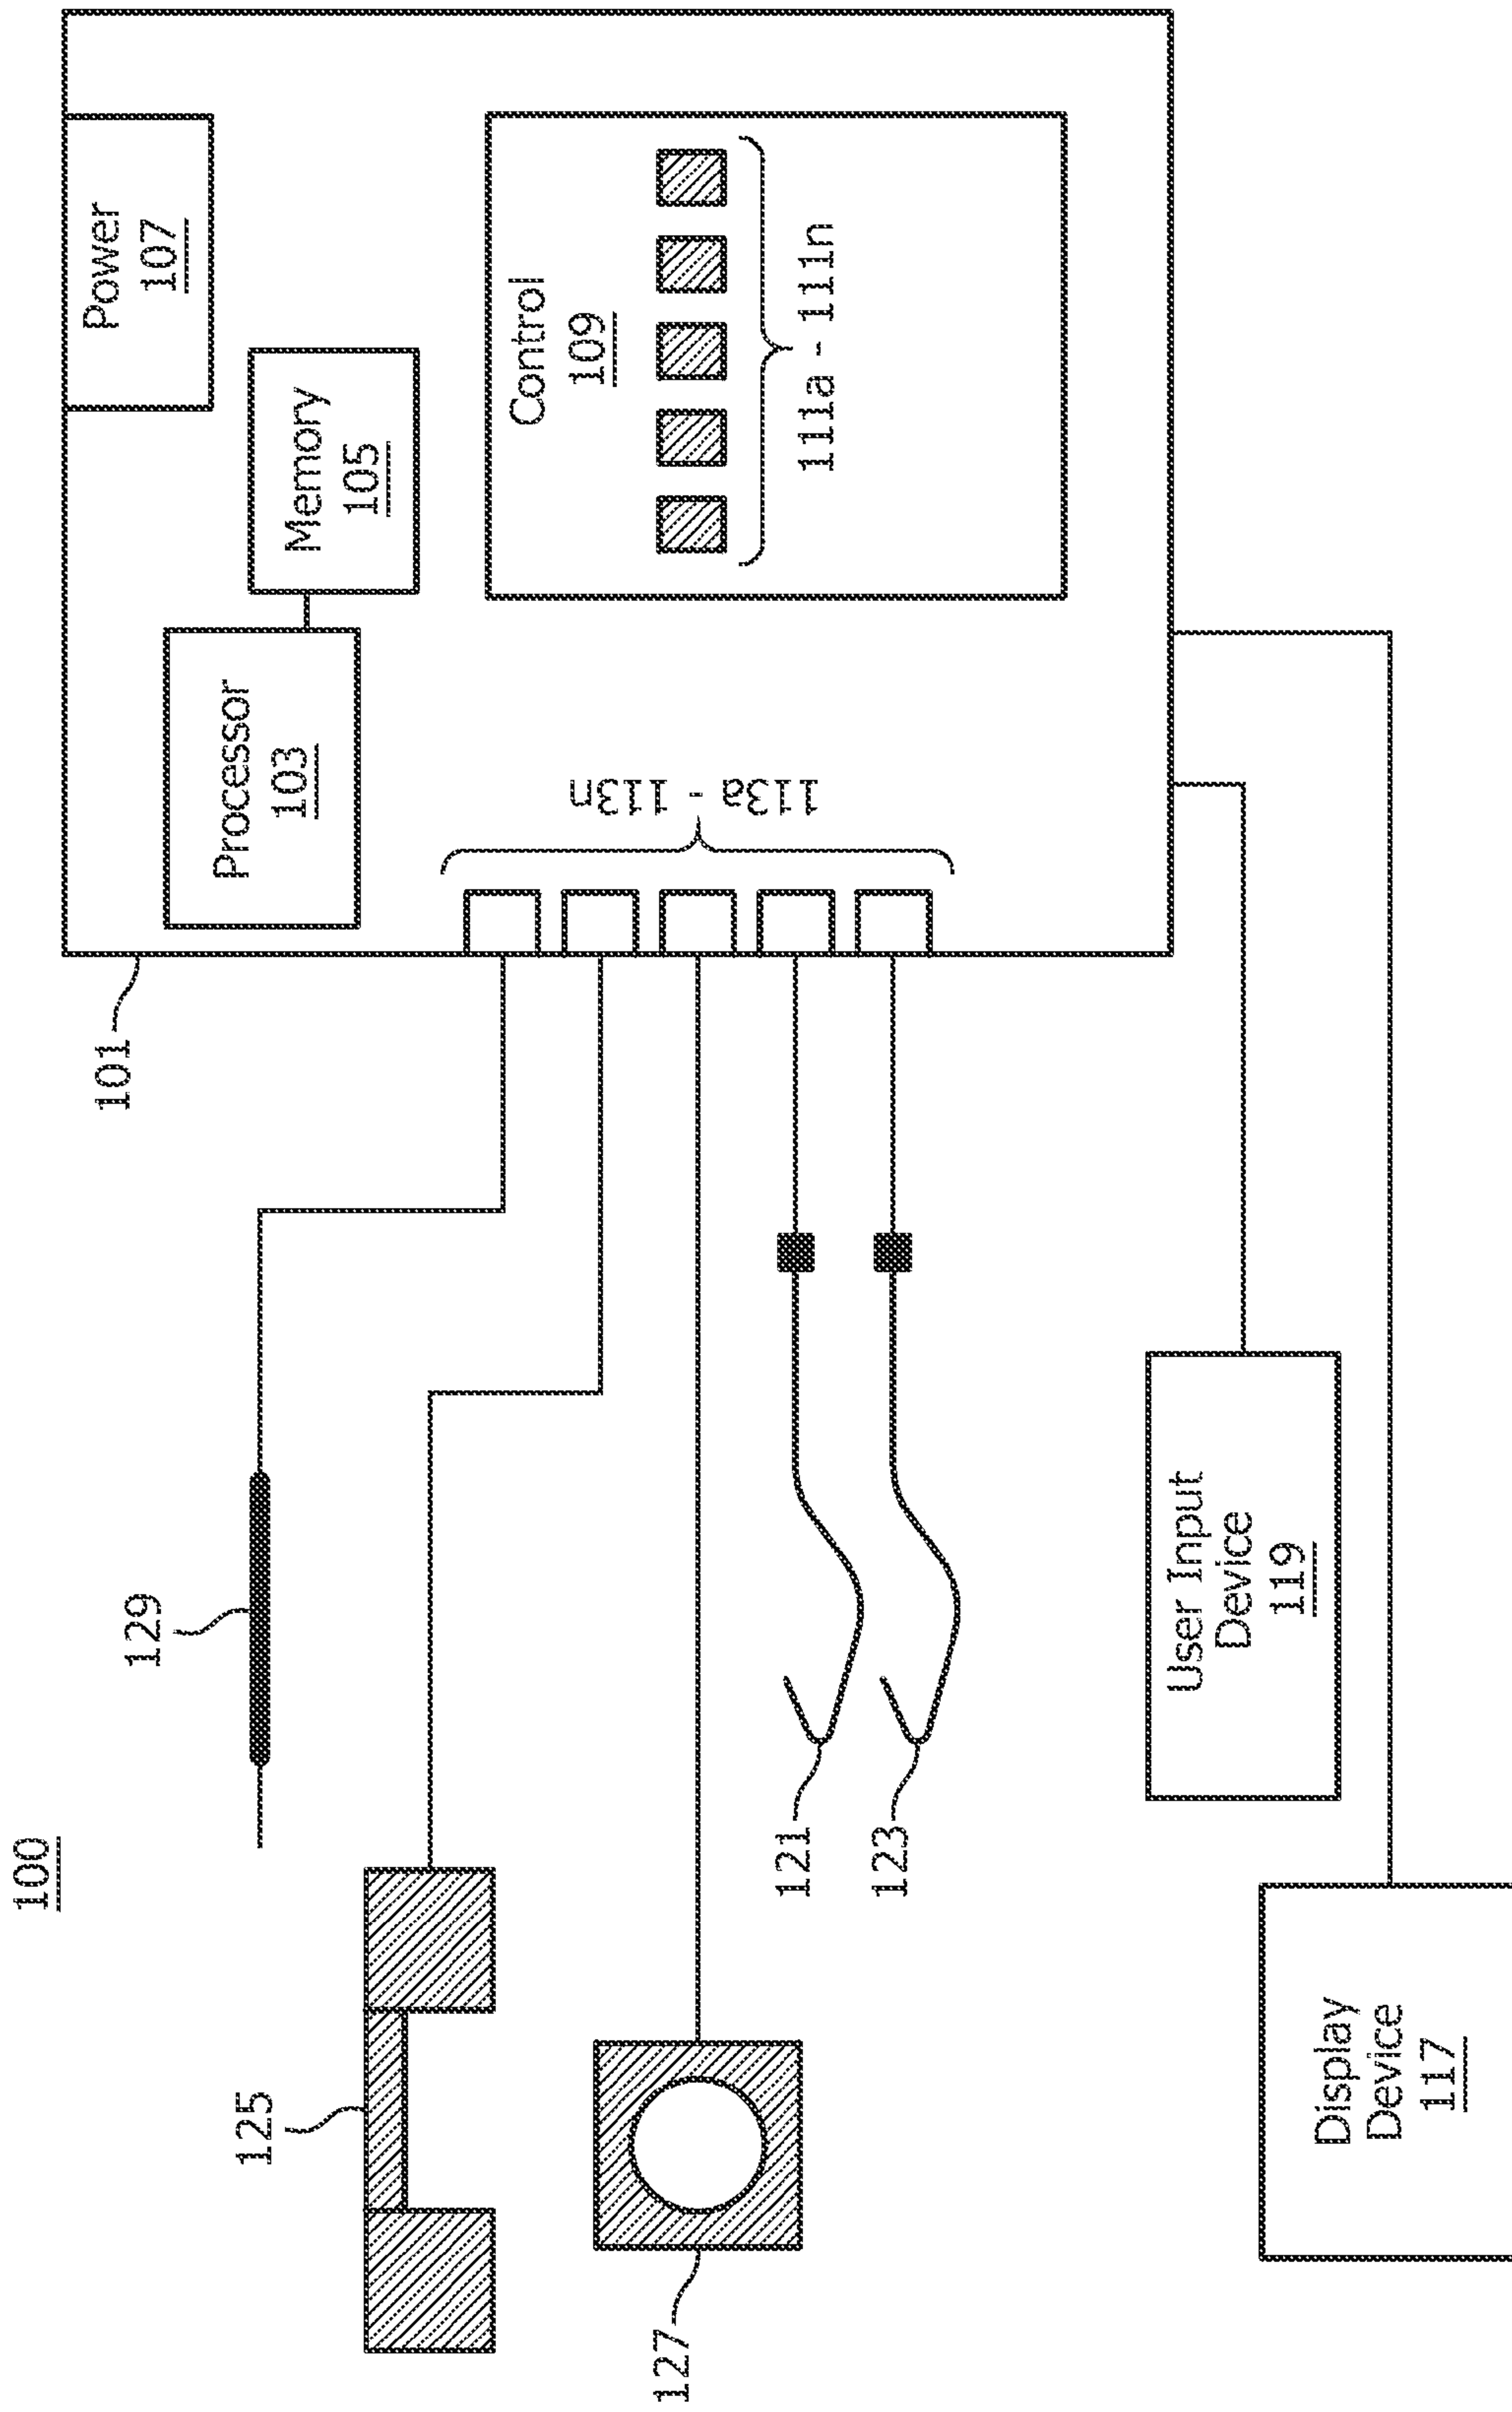 100
129
125
127
121
123
101
Processor
103
Memory
105
Power
107
Control
109
111a - 111n
113a - 113n
User Input
Device
119
Display
Device
117